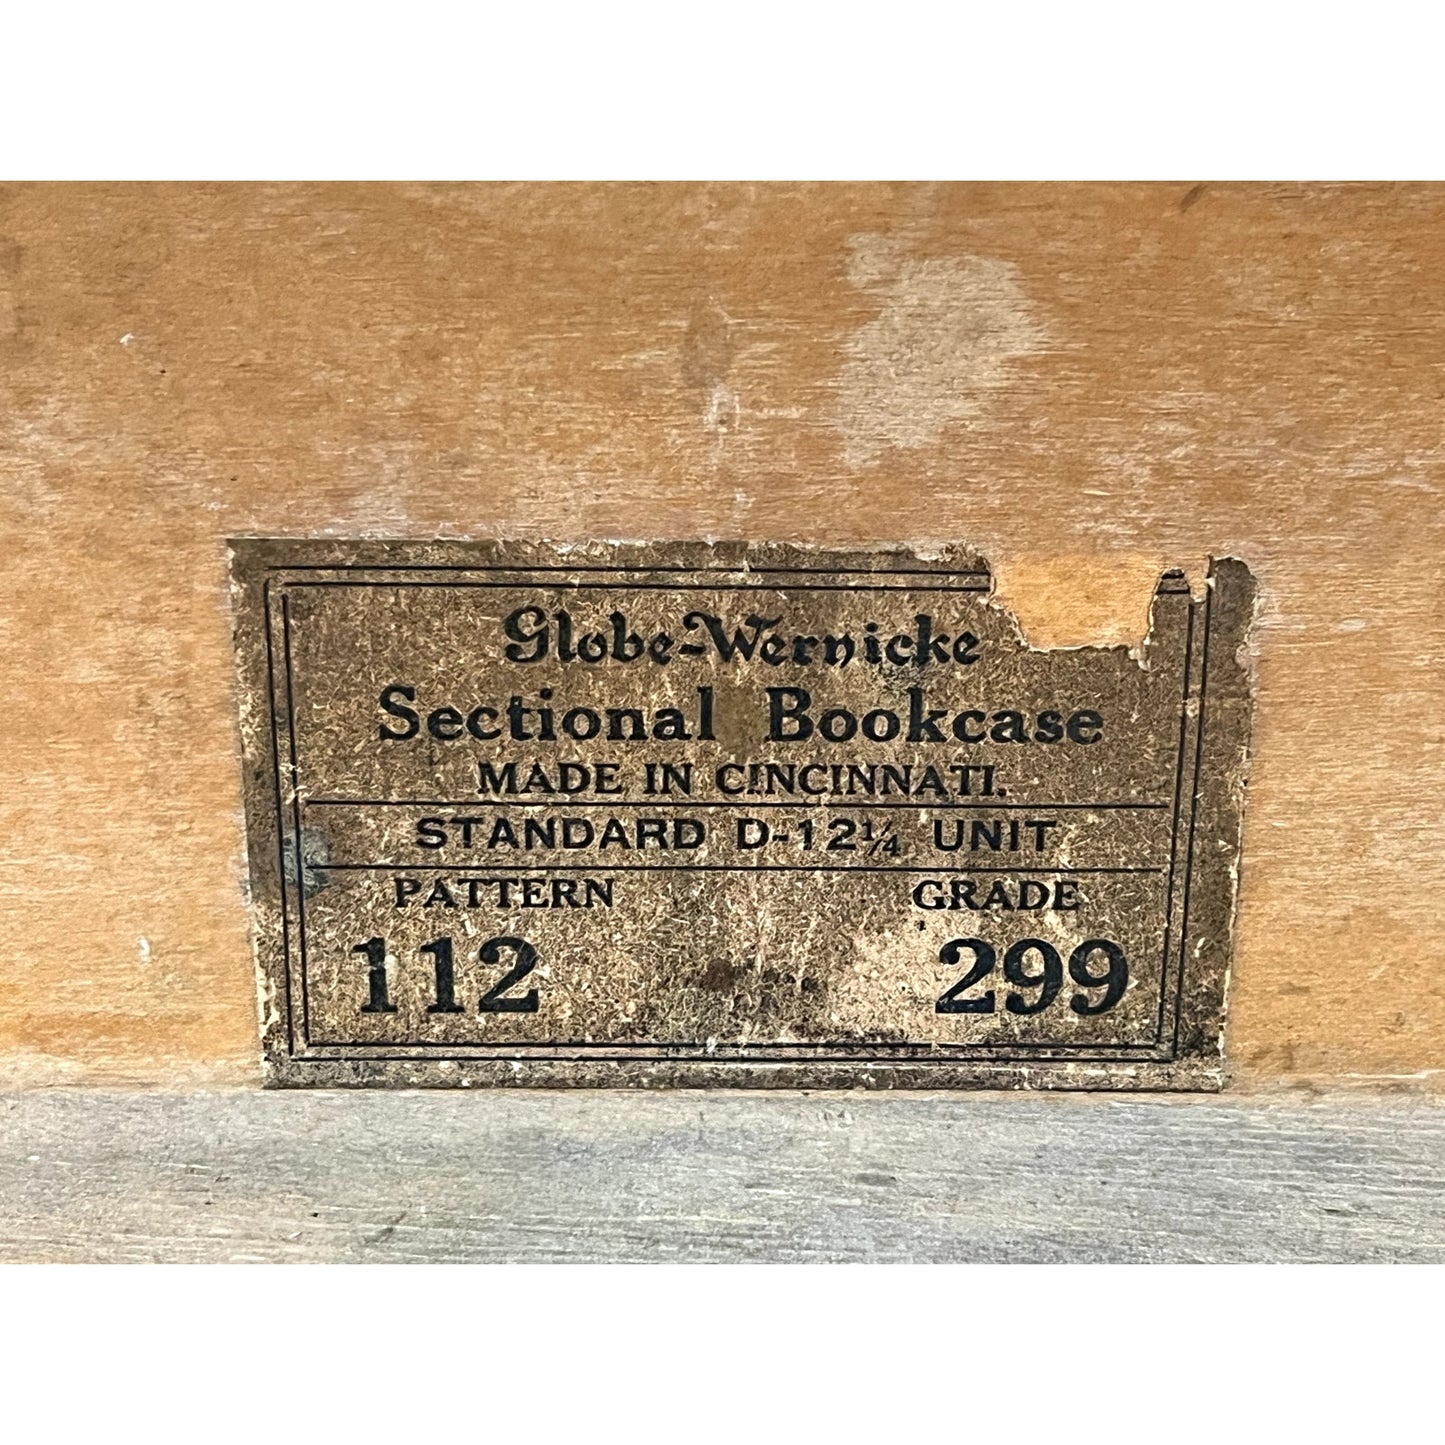 Globe-Wernicke
Sectional Bookcase
MADE IN CINCINNATI.
STANDARD D-12¼ UNIT
PATTERN GRADE
112 299